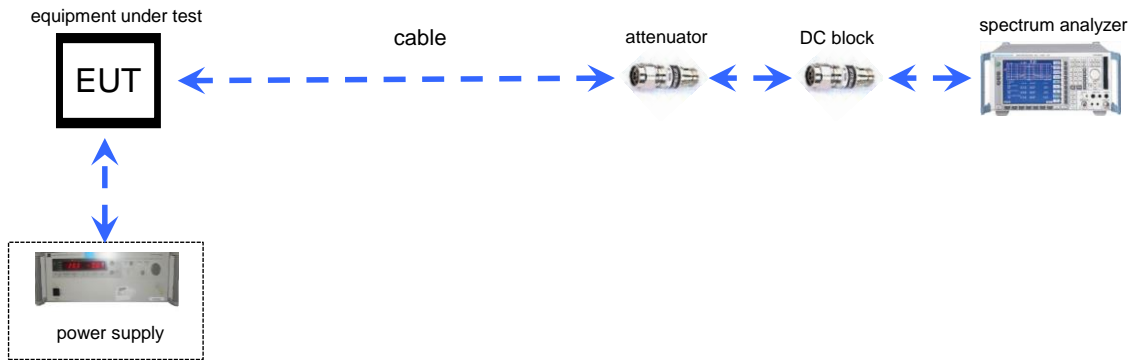 equipment under test
EUT
cable
attenuator
DC block
spectrum analyzer
power supply